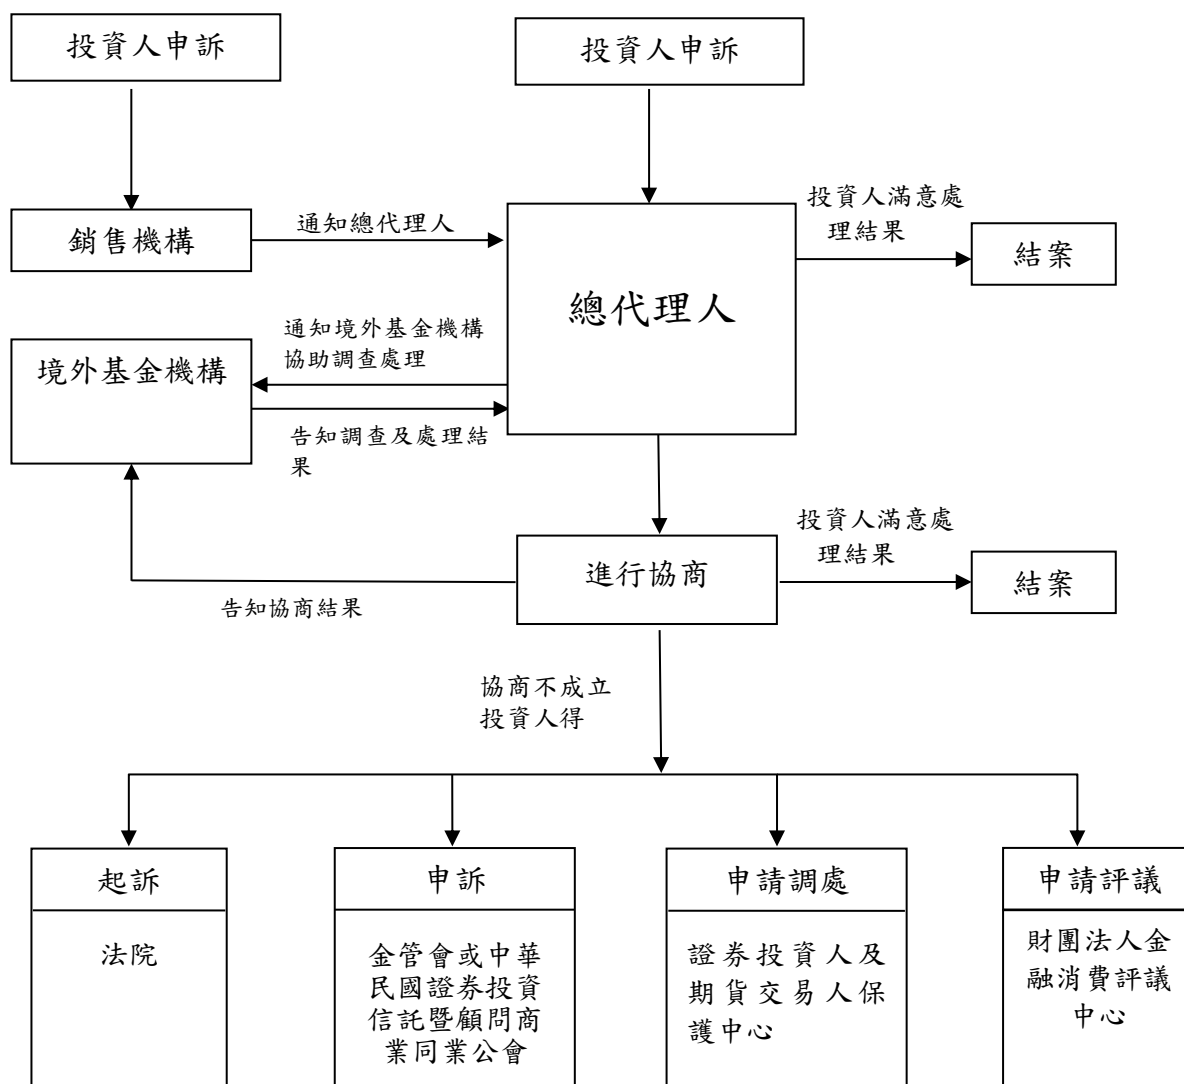 投資人申訴
投資人申訴
銷售機構
通知總代理人
總代理人
投資人滿意處
理結果
結案
通知境外基金機構
協助調查處理
境外基金機構
告知調查及處理結
果
進行協商
投資人滿意處
理結果
結案
告知協商結果
協商不成立
投資人得
起訴
法院
申訴
金管會或中華
民國證券投資
信託暨顧問商
業同業公會
申請調處
證券投資人及
期貨交易人保
護中心
申請評議
財團法人金
融消費評議
中心